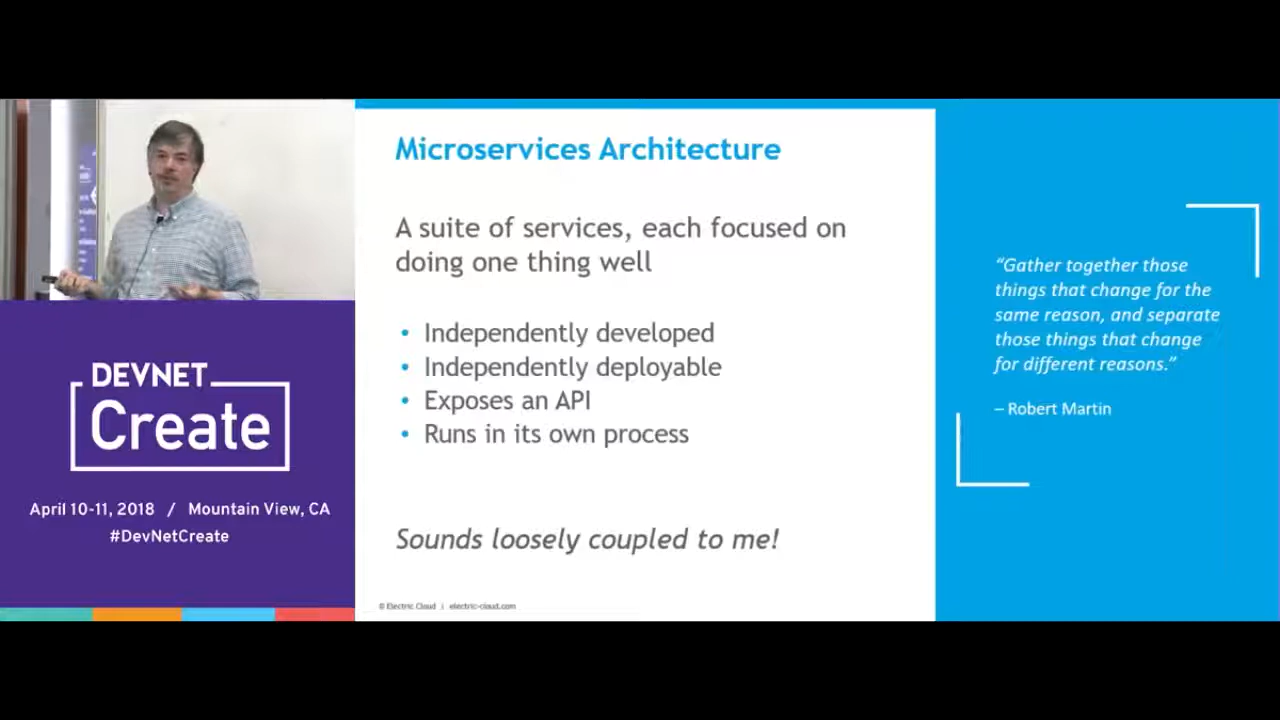 DEVNET
Create
April 10-11, 2018 / Mountain View, CA
#DevNetCreate
Microservices Architecture
A suite of services, each focused on
doing one thing well
• Independently developed
• Independently deployable
• Exposes an API
• Runs in its own process
Sounds loosely coupled to me!
© Electric Cloud | electric-cloud.com
“Gather together those
things that change for the
same reason, and separate
those things that change
for different reasons.”
– Robert Martin